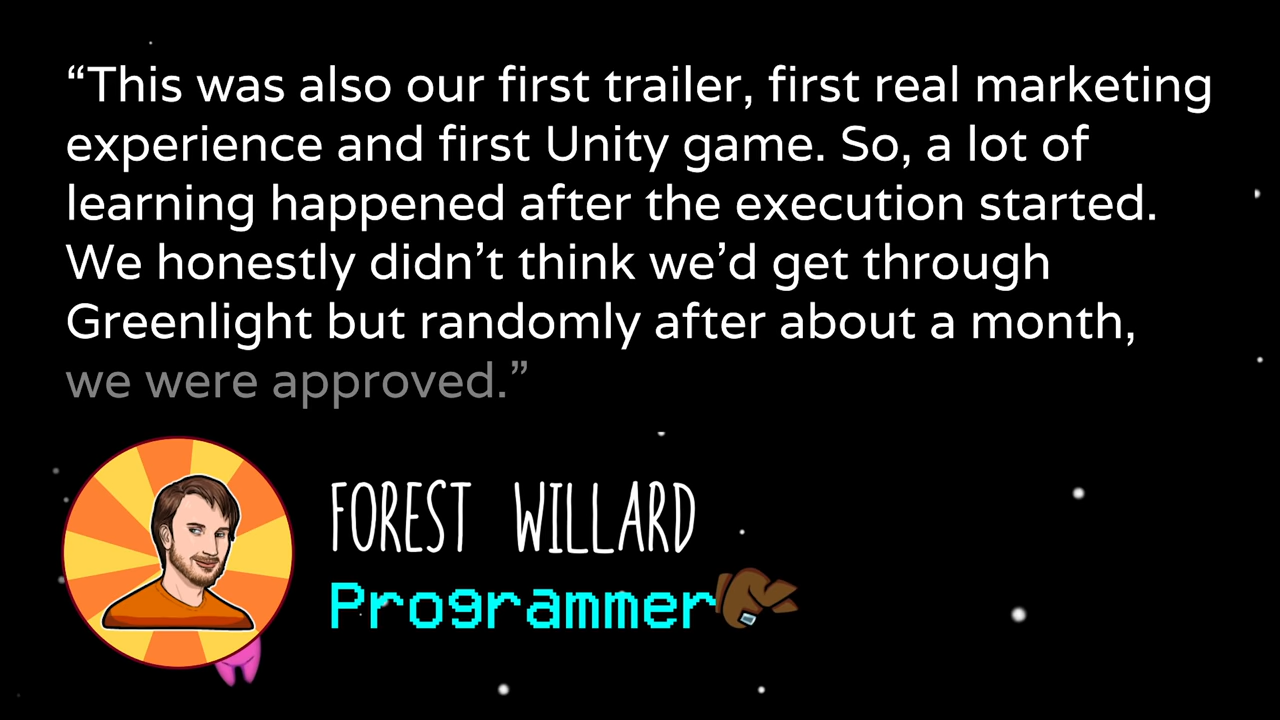 “This was also our first trailer, first real marketing
experience and first Unity game. So, a lot of
learning happened after the execution started.
We honestly didn’t think we’d get through
Greenlight but randomly after about a month,
we were approved.”
FOREST WILLARD
Programmer